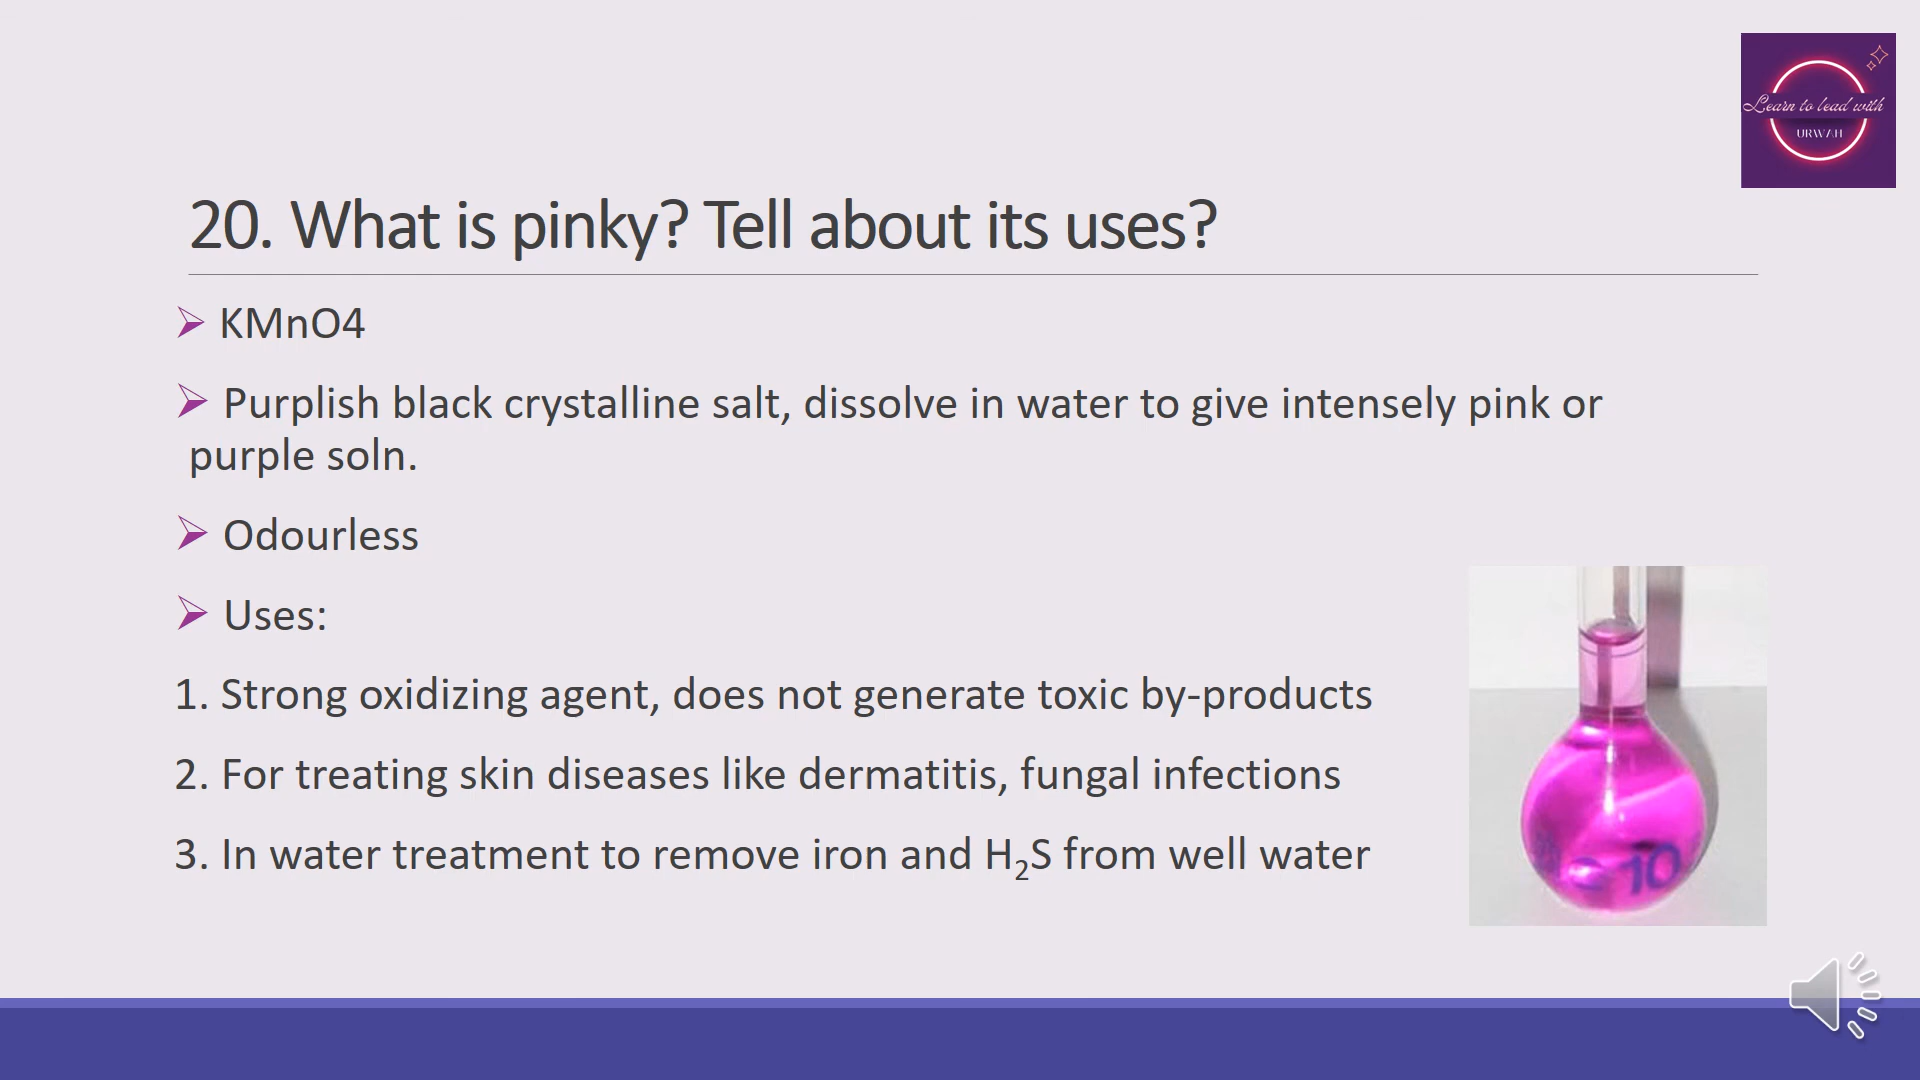 Learn to lead with
URWAH
20. What is pinky? Tell about its uses?
KMnO4
Purplish black crystalline salt, dissolve in water to give intensely pink or
purple soln.
Odourless
Uses:
1. Strong oxidizing agent, does not generate toxic by-products
2. For treating skin diseases like dermatitis, fungal infections
3. In water treatment to remove iron and H₂S from well water
10